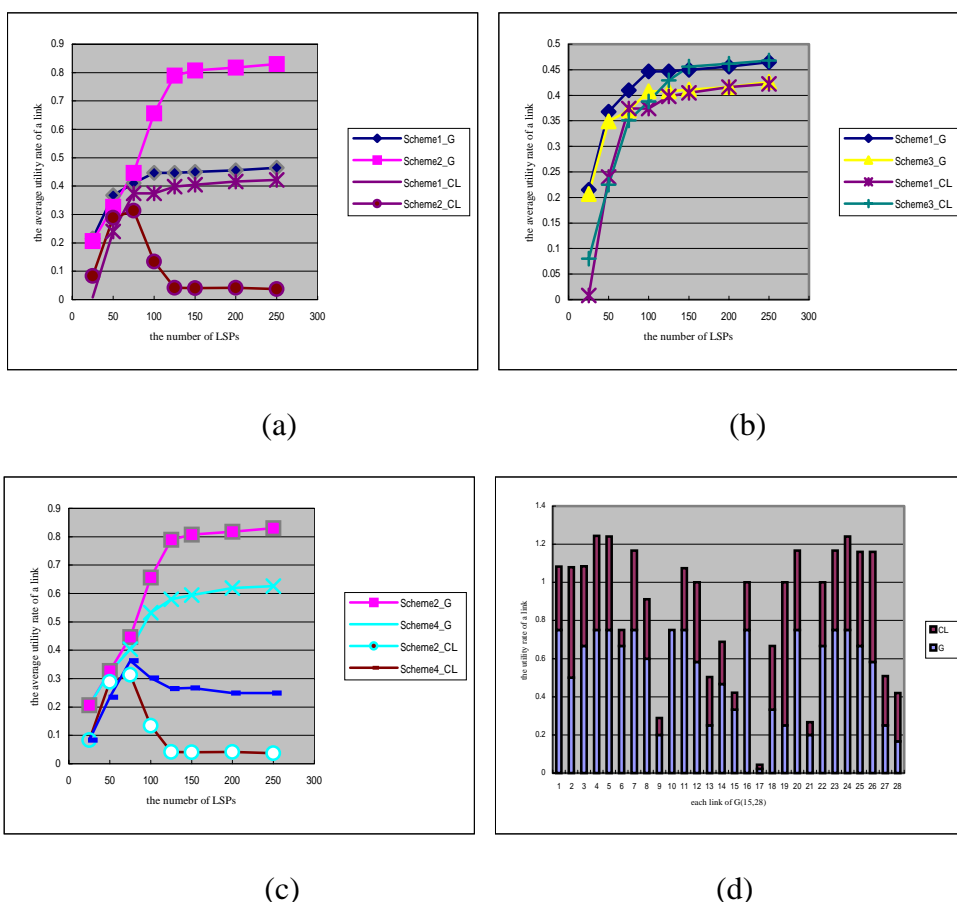 0.9
0.8
0.7
0.6
0.5
0.4
0.3
0.2
0.1
0
0 50 100 150 200 250 300
the average utility rate of a link
the number of LSPs
Scheme1_G
Scheme2_G
Scheme1_CL
Scheme2_CL
(a)
0.5
0.45
0.4
0.35
0.3
0.25
0.2
0.15
0.1
0.05
0
0 50 100 150 200 250 300
the average utility rate of a link
the number of LSPs
Scheme1_G
Scheme3_G
Scheme1_CL
Scheme3_CL
(b)
0.9
0.8
0.7
0.6
0.5
0.4
0.3
0.2
0.1
0
0 50 100 150 200 250 300
the average utility rate of a link
the numebr of LSPs
Scheme2_G
Scheme4_G
Scheme2_CL
Scheme4_CL
(c)
1.4
1.2
1
0.8
0.6
0.4
0.2
0
1 2 3 4 5 6 7 8 9 10 11 12 13 14 15 16 17 18 19 20 21 22 23 24 25 26 27 28
the utility rate of a link
each link of G(15,28)
CL
G
(d)